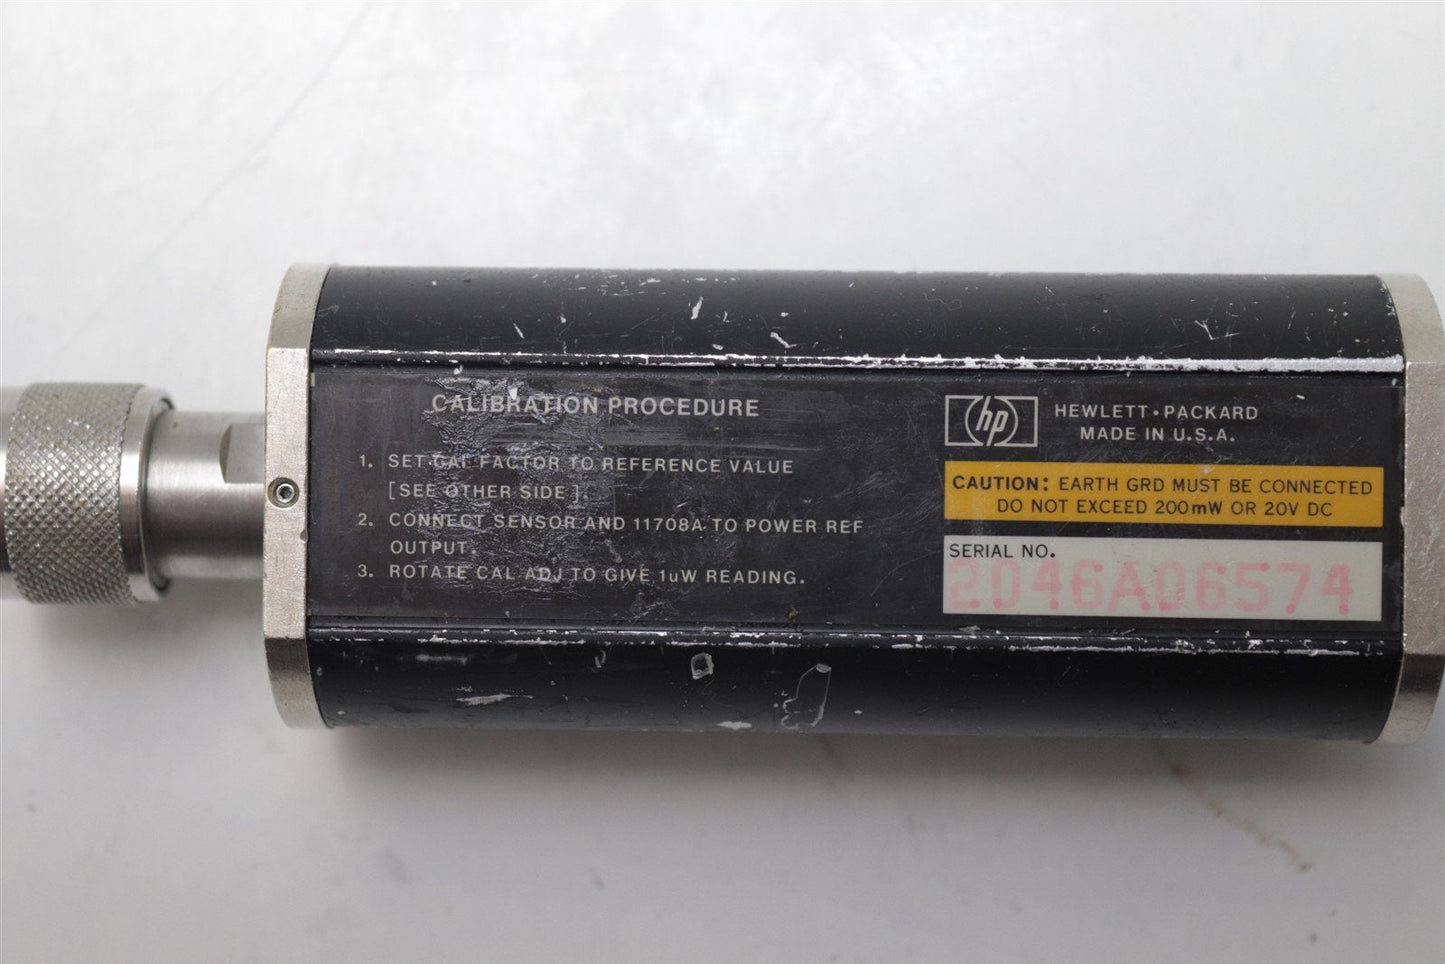 CALIBRATION PROCEDURE
1. SET CAL FACTOR TO REFERENCE VALUE
[SEE OTHER SIDE].
2. CONNECT SENSOR AND 11708A TO POWER REF
OUTPUT.
3. ROTATE CAL ADJ TO GIVE 1uW READING.
hp HEWLETT•PACKARD
MADE IN U.S.A.
CAUTION: EARTH GRD MUST BE CONNECTED
DO NOT EXCEED 200mW OR 20V DC
SERIAL NO.
2046A06574